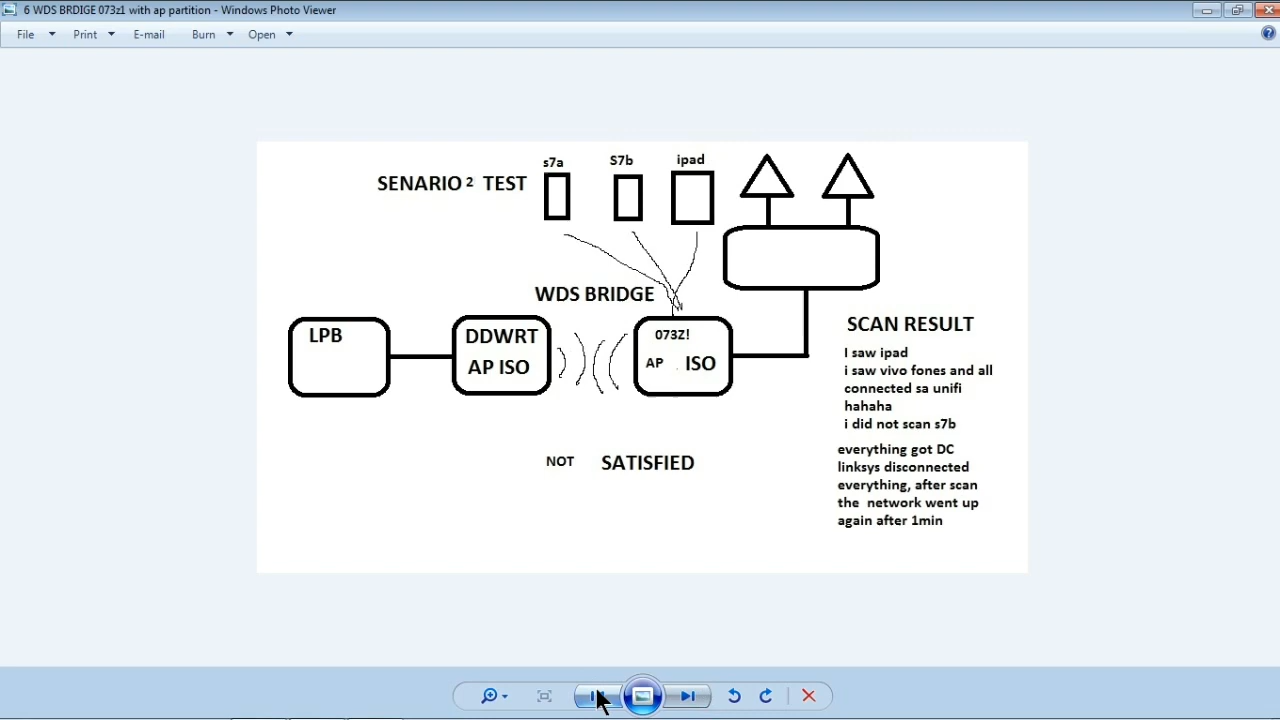 6 WDS BRDIGE 073z1 with ap partition - Windows Photo Viewer
File Print E-mail Burn Open
s7a S7b ipad
SENARIO 2 TEST
WDS BRIDGE
LPB
DDWRT
AP ISO
073Z!
AP ISO
SCAN RESULT
I saw ipad
i saw vivo fones and all
connected sa unifi
hahaha
i did not scan s7b
everything got DC
linksys disconnected
everything, after scan
the network went up
again after 1min
NOT SATISFIED